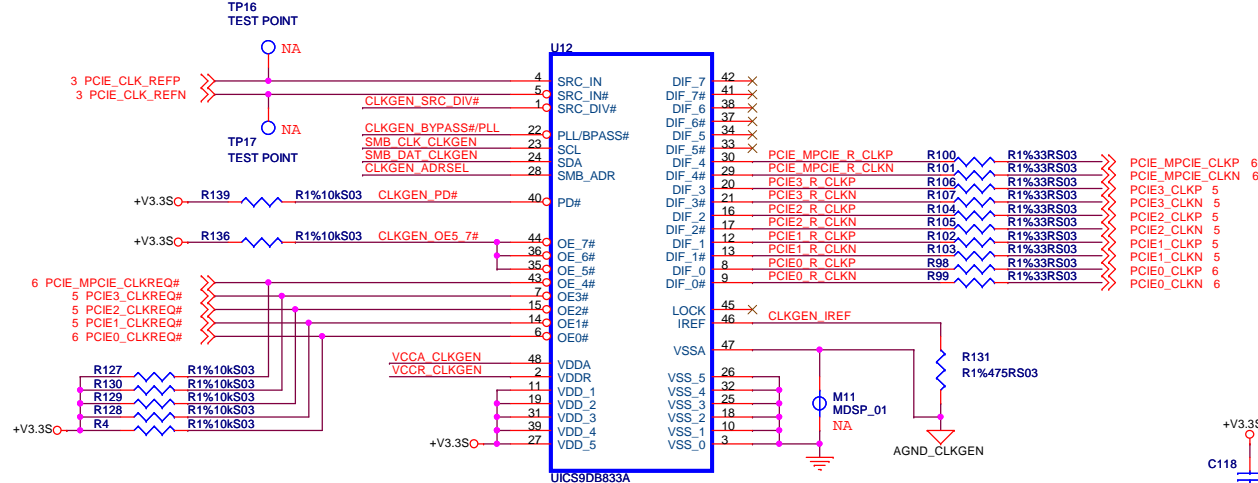 TP16
TEST POINT
NA
U12
3 PCIE_CLK_REFP 4 SRC_IN DIF_7 42
3 PCIE_CLK_REFN 5 SRC_IN# DIF_7# 41
CLKGEN_SRC_DIV# 1 SRC_DIV# DIF_6 38
DIF_6# 37
NA
TP17
TEST POINT
CLKGEN_BYPASS#/PLL 22 PLL/BPASS# DIF_5 34
SMB_CLK_CLKGEN 23 SCL DIF_5# 33
SMB_DAT_CLKGEN 24 SDA DIF_4 30 PCIE_MPCIE_R_CLKP R100 R1%33RS03 PCIE_MPCIE_CLKP 6
CLKGEN_ADRSEL 28 SMB_ADR DIF_4# 29 PCIE_MPCIE_R_CLKN R101 R1%33RS03 PCIE_MPCIE_CLKN 6
DIF_3 20 PCIE3_R_CLKP R106 R1%33RS03 PCIE3_CLKP 5
+V3.3S R139 R1%10kS03 CLKGEN_PD# 40 PD# DIF_3# 21 PCIE3_R_CLKN R107 R1%33RS03 PCIE3_CLKN 5
DIF_2 16 PCIE2_R_CLKP R104 R1%33RS03 PCIE2_CLKP 5
DIF_2# 17 PCIE2_R_CLKN R105 R1%33RS03 PCIE2_CLKN 5
+V3.3S R136 R1%10kS03 CLKGEN_OE5_7# 44 OE_7# DIF_1 12 PCIE1_R_CLKP R102 R1%33RS03 PCIE1_CLKP 5
36 OE_6# DIF_1# 13 PCIE1_R_CLKN R103 R1%33RS03 PCIE1_CLKN 5
35 OE_5# DIF_0 8 PCIE0_R_CLKP R98 R1%33RS03 PCIE0_CLKP 6
6 PCIE_MPCIE_CLKREQ# 43 OE_4# DIF_0# 9 PCIE0_R_CLKN R99 R1%33RS03 PCIE0_CLKN 6
5 PCIE3_CLKREQ# 7 OE3#
5 PCIE2_CLKREQ# 15 OE2# LOCK 45
5 PCIE1_CLKREQ# 14 OE1# IREF 46 CLKGEN_IREF
6 PCIE0_CLKREQ# 6 OE0#
VSSA 47
VCCA_CLKGEN 48 VDDA
R131
R1%475RS03
R127 R1%10kS03 VCCR_CLKGEN 2 VDDR VSS_5 26
R130 R1%10kS03 11 VDD_1 VSS_4 32
R129 R1%10kS03 19 VDD_2 VSS_3 25
M11
MDSP_01
NA
R128 R1%10kS03 31 VDD_3 VSS_2 18
+V3.3S R4 R1%10kS03 39 VDD_4 VSS_1 10
+V3.3S 27 VDD_5 VSS_0 3
AGND_CLKGEN
+V3.3S
C118
UICS9DB833A